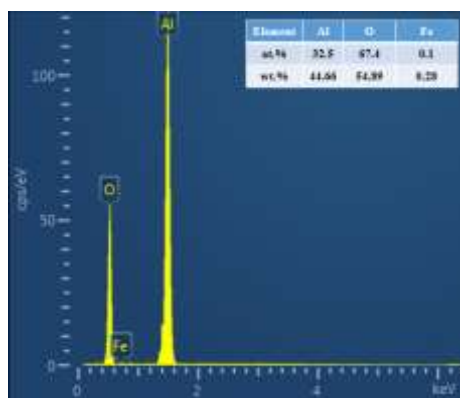 Al
Element Al O Fe
at.% 32.5 67.4 0.1
wt.% 44.66 54.89 0.28
100
cps/eV
O
50
Fe
0
0 2 4 keV